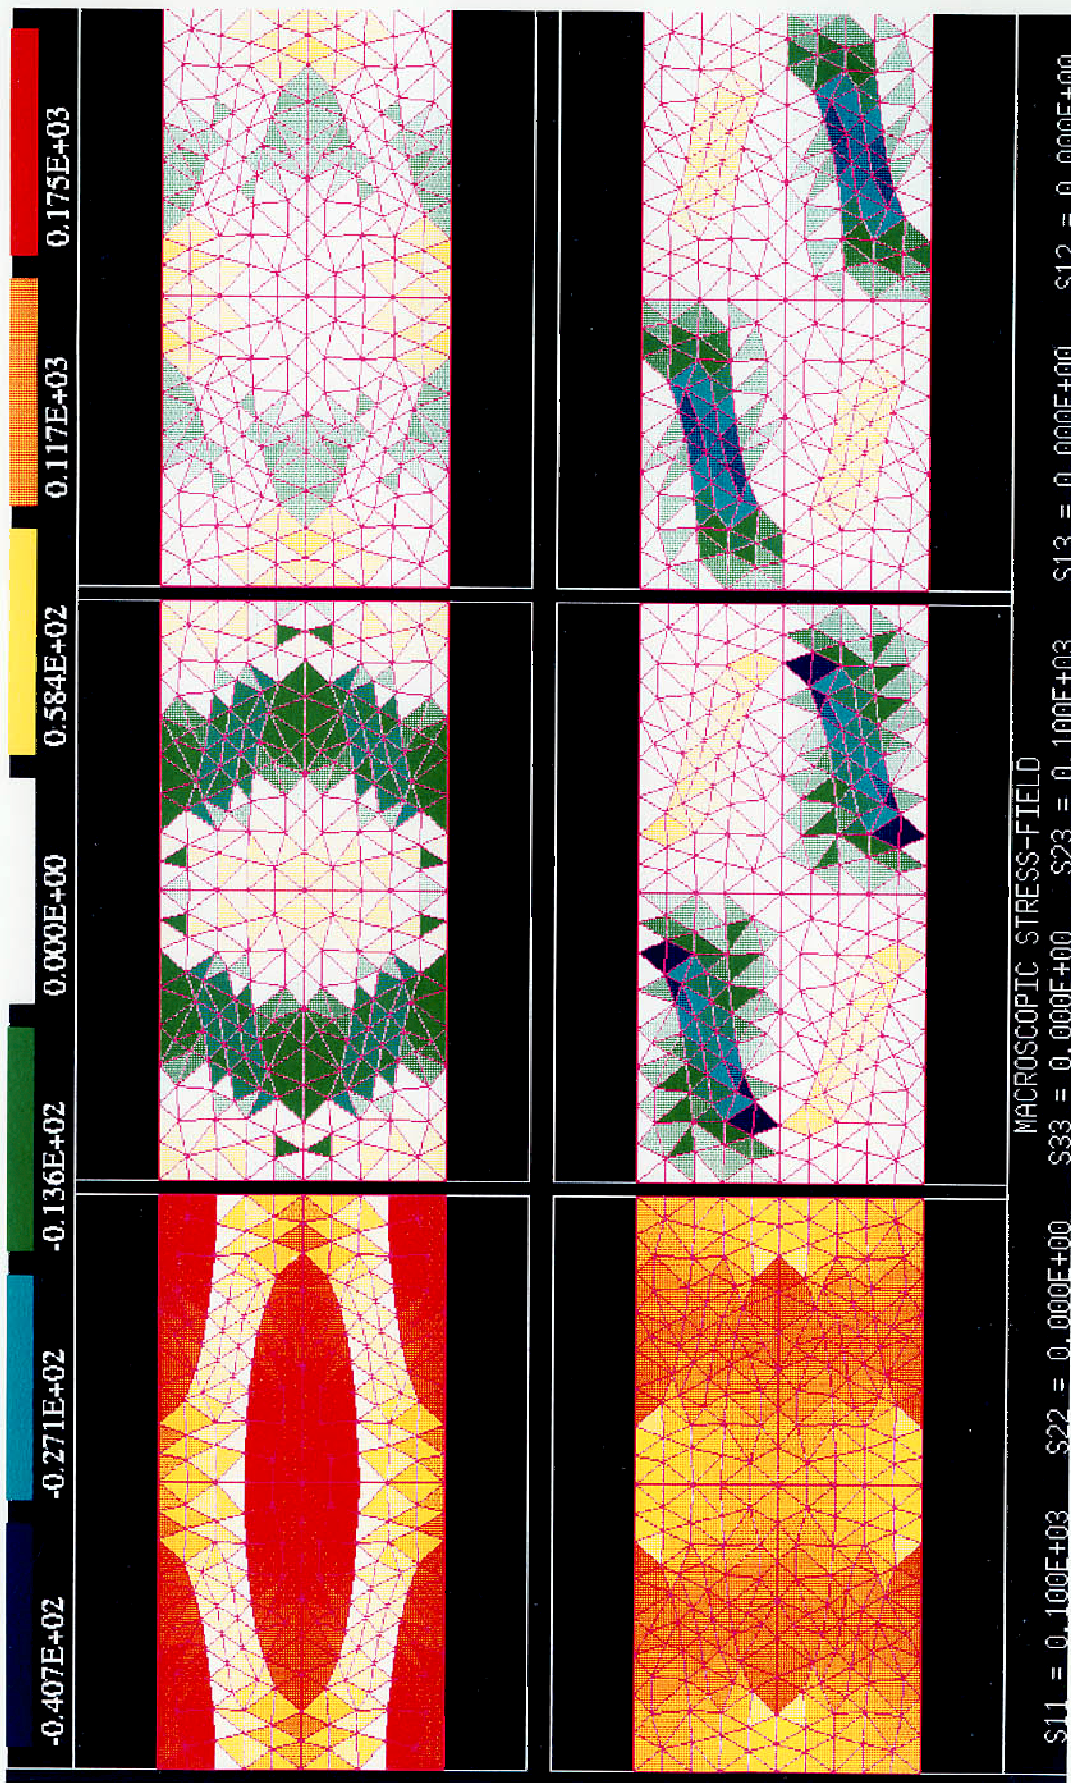 -0.407E+02 -0.271E+02 -0.136E+02 0.000E+00 0.584E+02 0.117E+03 0.175E+03
MACROSCOPIC STRESS-FIELD
S11 = 0.100E+03 S22 = 0.000E+00 S33 = 0.000E+00 S23 = 0.100E+03 S13 = 0.000E+00 S12 = 0.000E+00